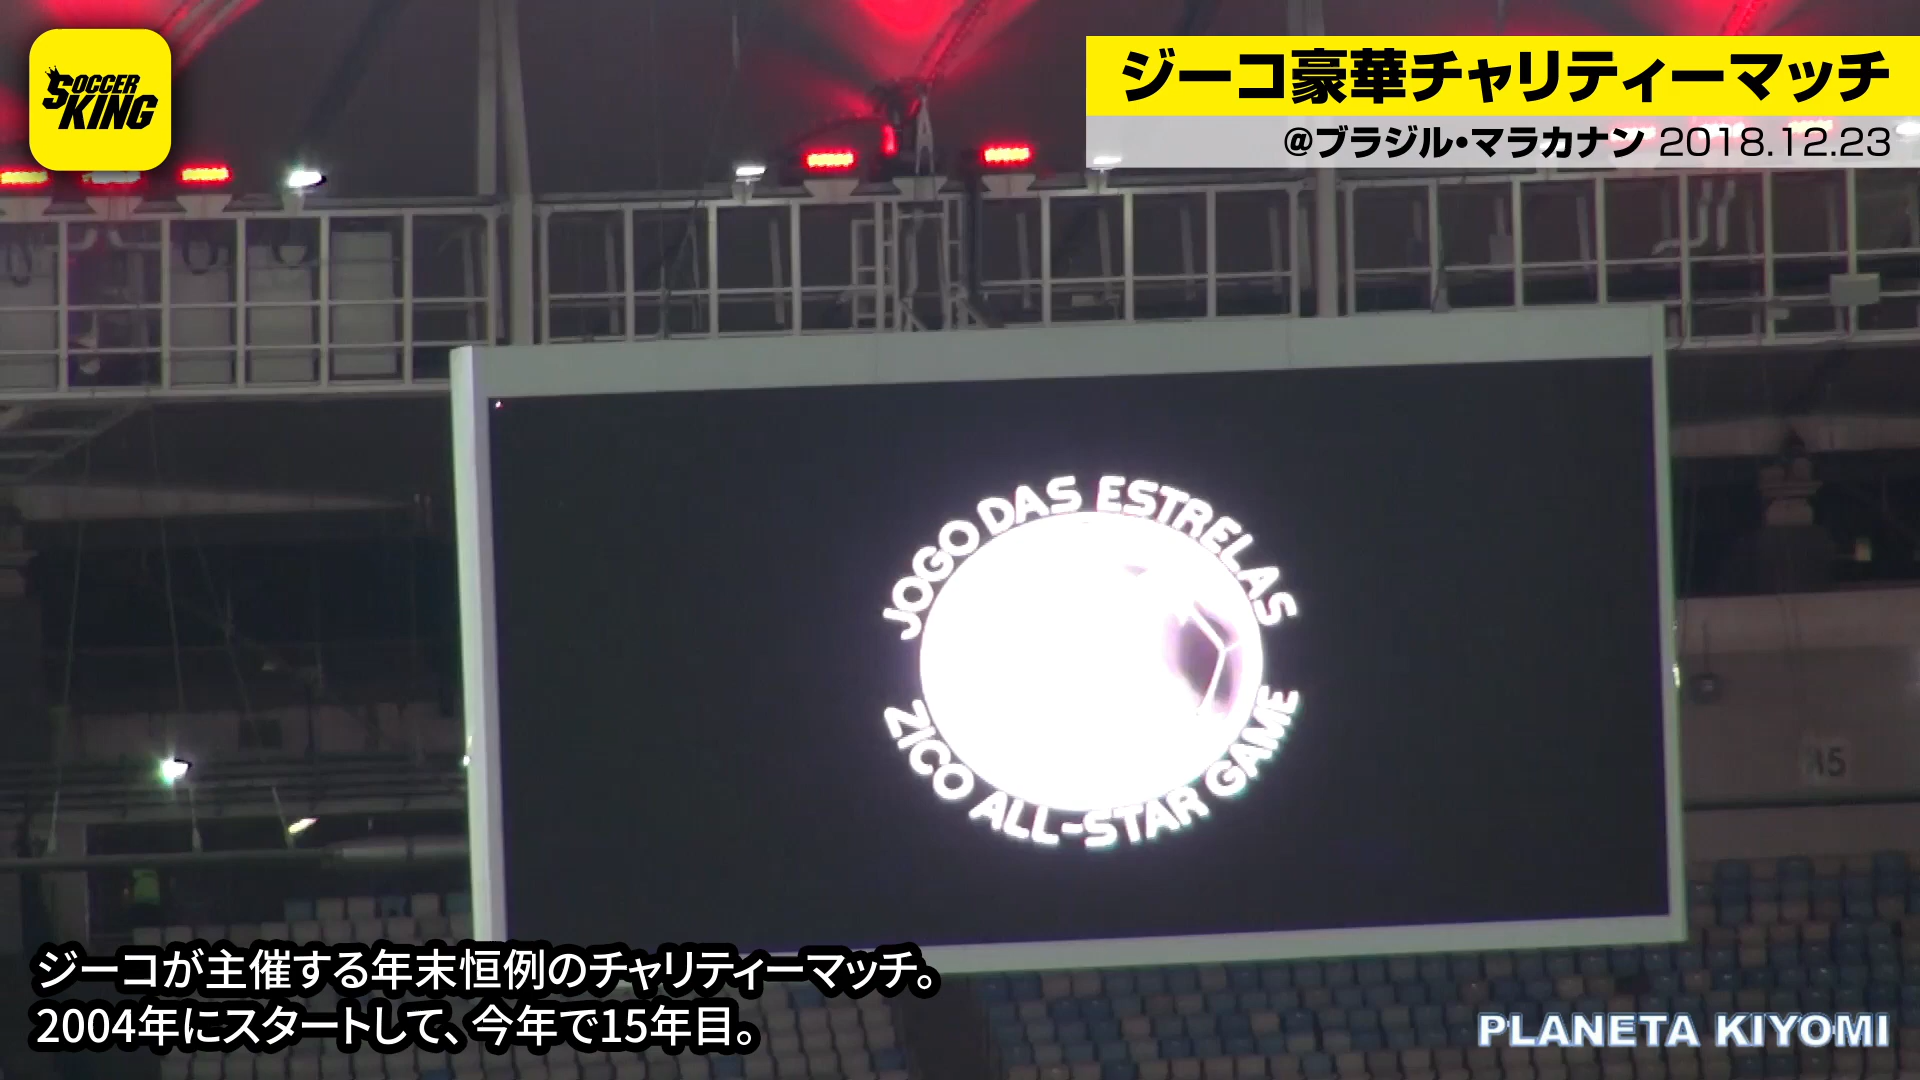 SOCCER
KING
ジーコ豪華チャリティーマッチ
@ブラジル・マラカナン 2018.12.23
JOGO DAS ESTRELAS
ZICO ALL-STAR GAME
ジーコが主催する年末恒例のチャリティーマッチ。
2004年にスタートして、今年で15年目。
PLANETA KIYOMI